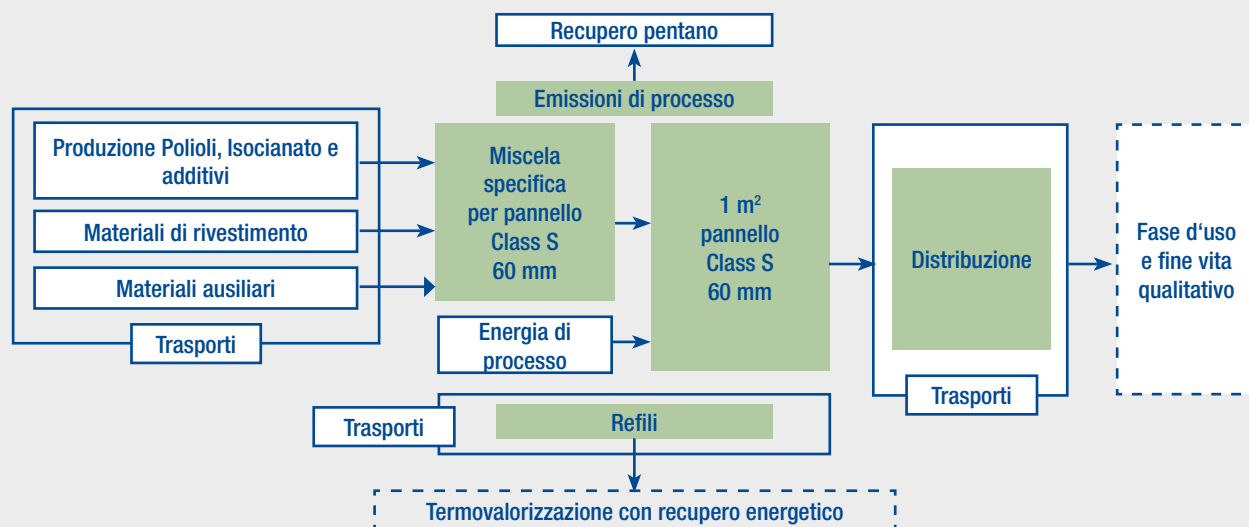 Recupero pentano
Emissioni di processo
Produzione Polioli, Isocianato e
additivi
Materiali di rivestimento
Materiali ausiliari
Trasporti
Miscela
specifica
per pannello
Class S
60 mm
Energia di
processo
1 m²
pannello
Class S
60 mm
Distribuzione
Trasporti
Fase d‘uso
e fine vita
qualitativo
Trasporti
Refili
Termovalorizzazione con recupero energetico